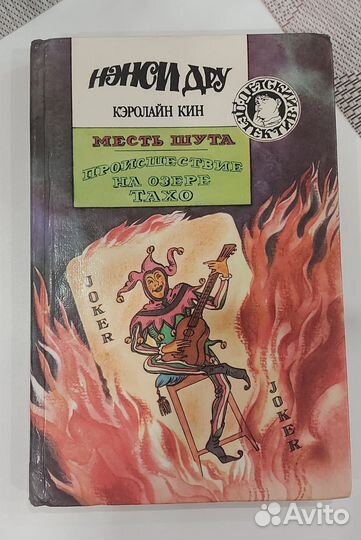 НЭНСИ ДРУ
КЭРОЛАЙН КИН
ДЕТСКИЙ
ДЕТЕКТИВ
МЕСТЬ ШУТА
ПРОИСШЕСТВИЕ
НА ОЗЕРЕ
ТАХО
JOKER
JOKER
Avito